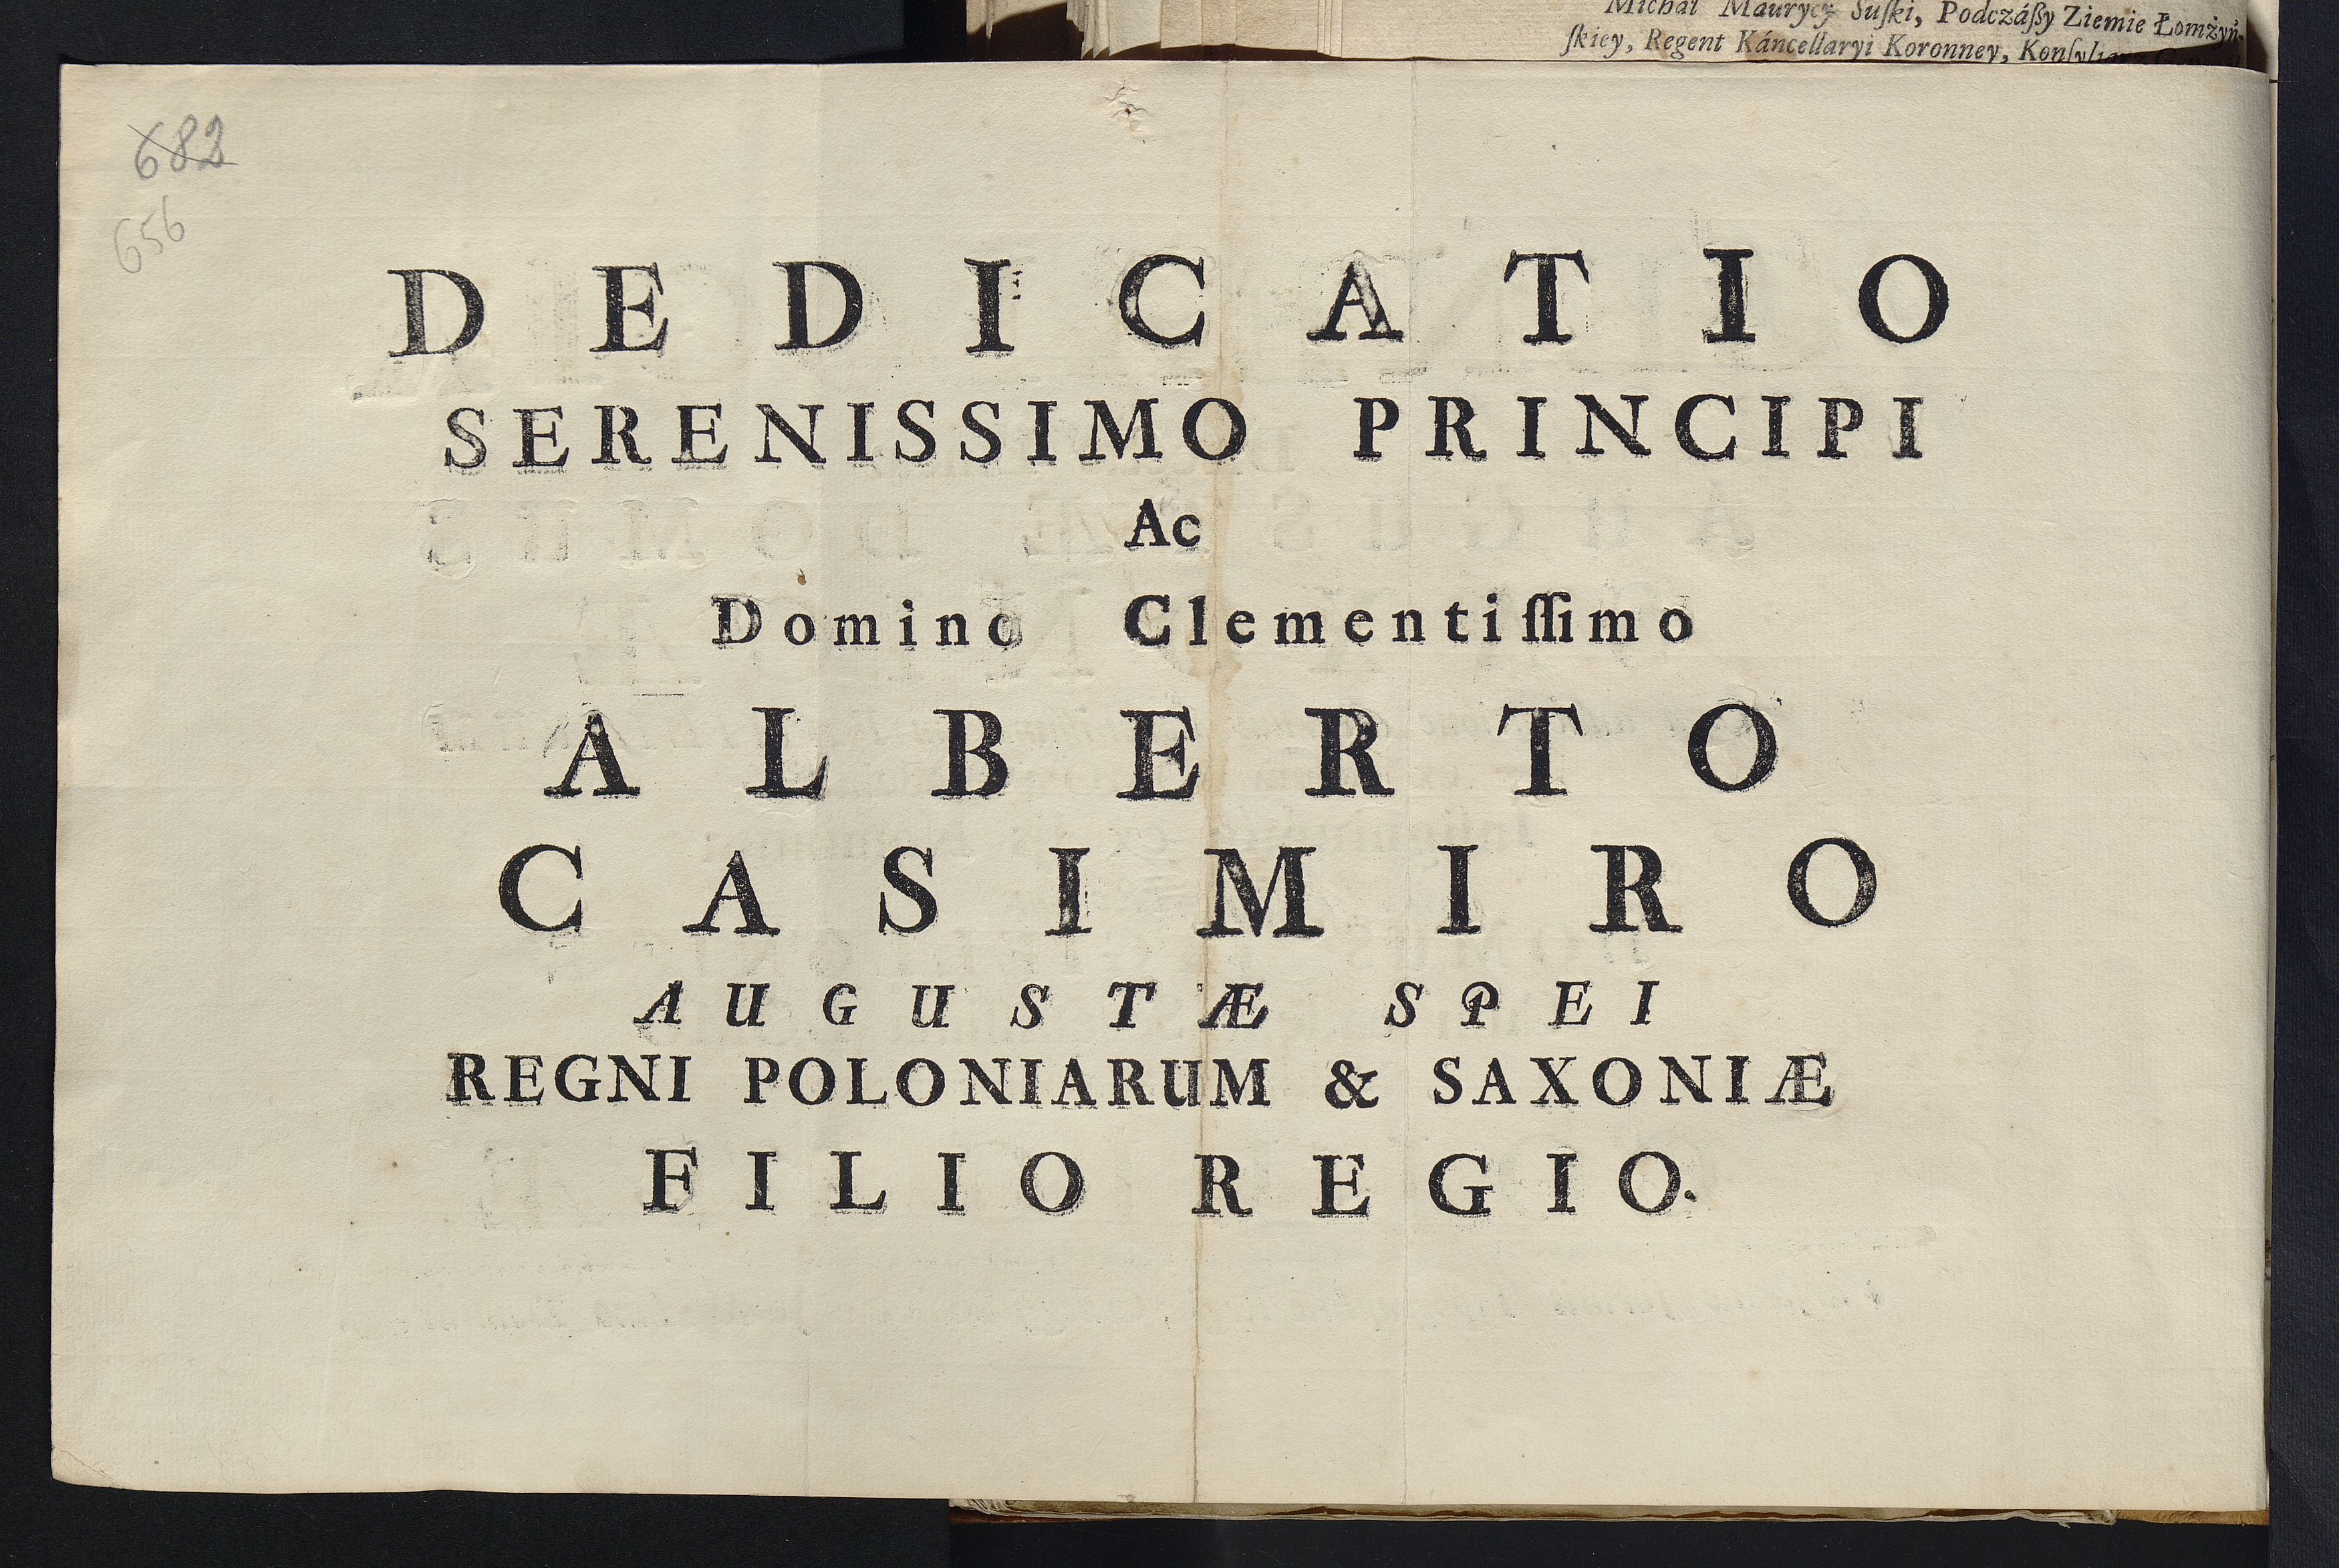 Michał Maurycy Suſki, Podczáßy Ziemie Łomżyń-
ſkiey, Regent Káncellaryi Koronney,
682
656
DEDICATIO
SERENISSIMO PRINCIPI
Ac
Domino Clementiſſimo
ALBERTO
CASIMIRO
AUGUSTÆ SPEI
REGNI POLONIARUM & SAXONIÆ
FILIO REGIO.